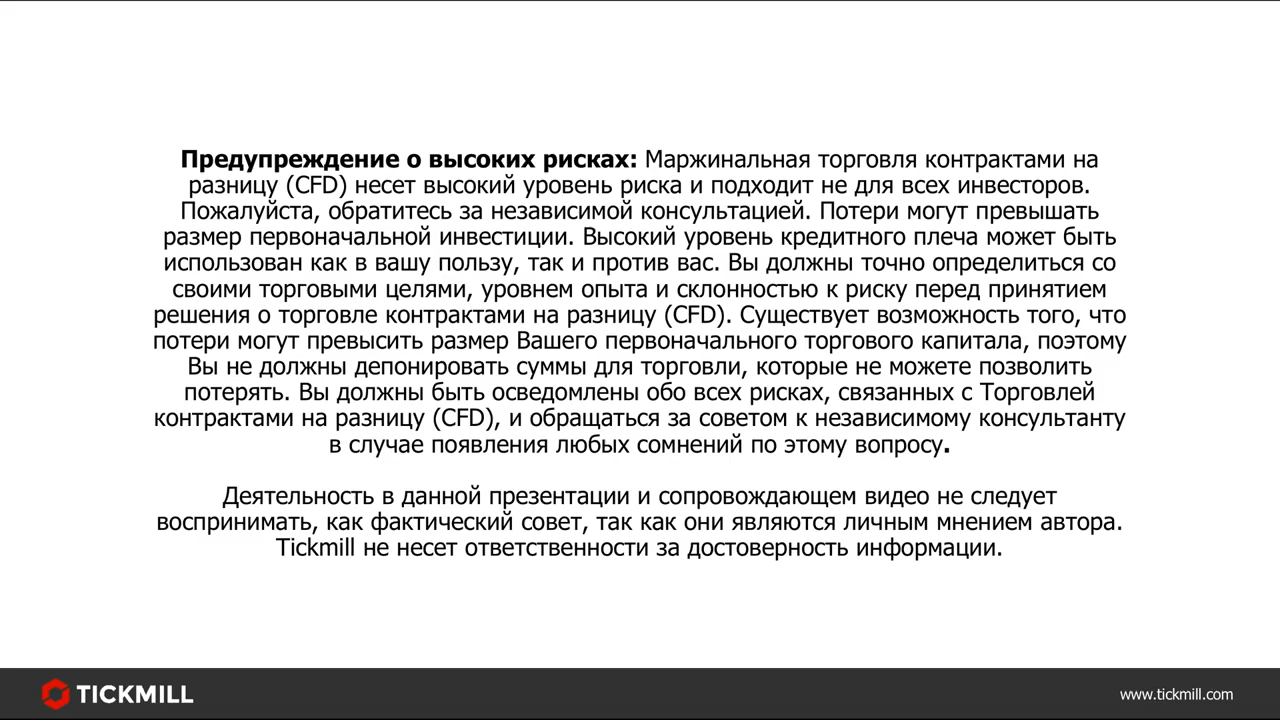 Предупреждение о высоких рисках: Маржинальная торговля контрактами на
разницу (CFD) несет высокий уровень риска и подходит не для всех инвесторов.
Пожалуйста, обратитесь за независимой консультацией. Потери могут превышать
размер первоначальной инвестиции. Высокий уровень кредитного плеча может быть
использован как в вашу пользу, так и против вас. Вы должны точно определиться со
своими торговыми целями, уровнем опыта и склонностью к риску перед принятием
решения о торговле контрактами на разницу (CFD). Существует возможность того, что
потери могут превысить размер Вашего первоначального торгового капитала, поэтому
Вы не должны депонировать суммы для торговли, которые не можете позволить
потерять. Вы должны быть осведомлены обо всех рисках, связанных с Торговлей
контрактами на разницу (CFD), и обращаться за советом к независимому консультанту
в случае появления любых сомнений по этому вопросу.
Деятельность в данной презентации и сопровождающем видео не следует
воспринимать, как фактический совет, так как они являются личным мнением автора.
Tickmill не несет ответственности за достоверность информации.
TICKMILL
www.tickmill.com